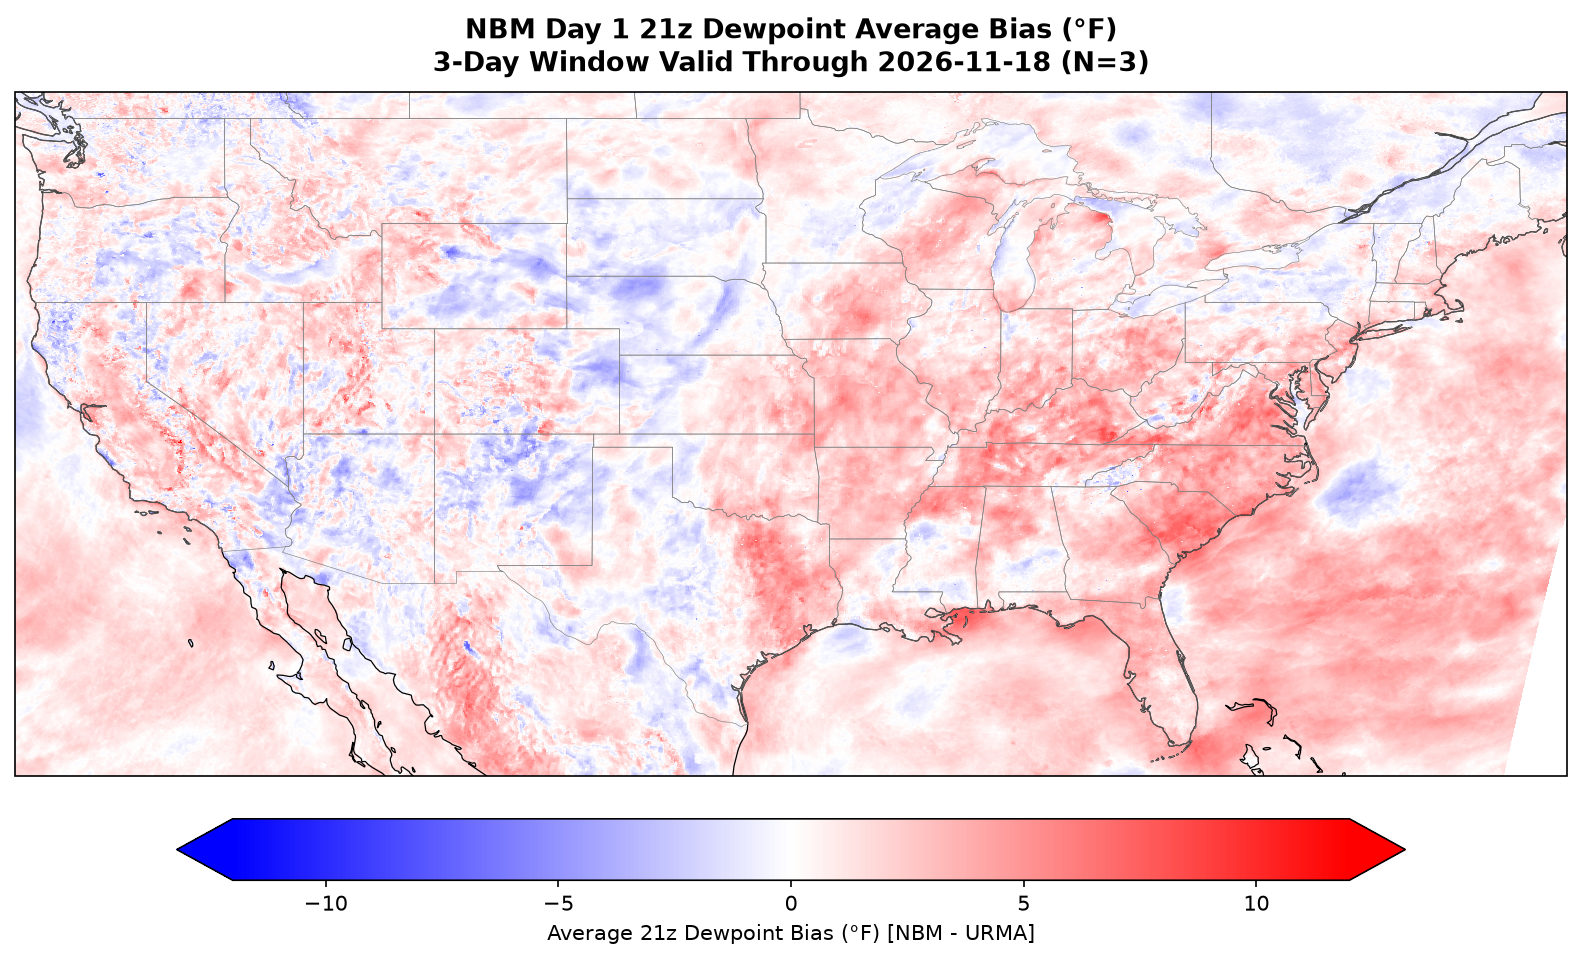 NBM Day 1 21z Dewpoint Average Bias (°F)
3-Day Window Valid Through 2026-11-18 (N=3)
−10
−5
0
5
10
Average 21z Dewpoint Bias (°F) [NBM - URMA]